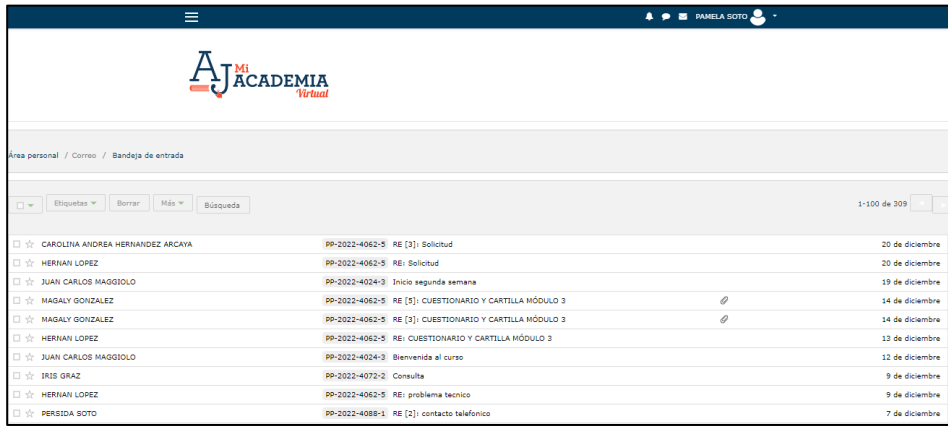 PAMELA SOTO
AJ Mi
ACADEMIA
Virtual
Área personal / Correo / Bandeja de entrada
Etiquetas Borrar Más Búsqueda 1-100 de 309
CAROLINA ANDREA HERNANDEZ ARCAYA PP-2022-4062-5 RE [3]: Solicitud 20 de diciembre
HERNAN LOPEZ PP-2022-4062-5 RE: Solicitud 20 de diciembre
JUAN CARLOS MAGGIOLO PP-2022-4024-3 Inicio segunda semana 19 de diciembre
MAGALY GONZALEZ PP-2022-4062-5 RE [5]: CUESTIONARIO Y CARTILLA MÓDULO 3 14 de diciembre
MAGALY GONZALEZ PP-2022-4062-5 RE [3]: CUESTIONARIO Y CARTILLA MÓDULO 3 14 de diciembre
HERNAN LOPEZ PP-2022-4062-5 RE: CUESTIONARIO Y CARTILLA MÓDULO 3 13 de diciembre
JUAN CARLOS MAGGIOLO PP-2022-4024-3 Bienvenida al curso 12 de diciembre
IRIS GRAZ PP-2022-4072-2 Consulta 9 de diciembre
HERNAN LOPEZ PP-2022-4062-5 RE: problema tecnico 9 de diciembre
PERSIDA SOTO PP-2022-4088-1 RE [2]: contacto telefonico 7 de diciembre